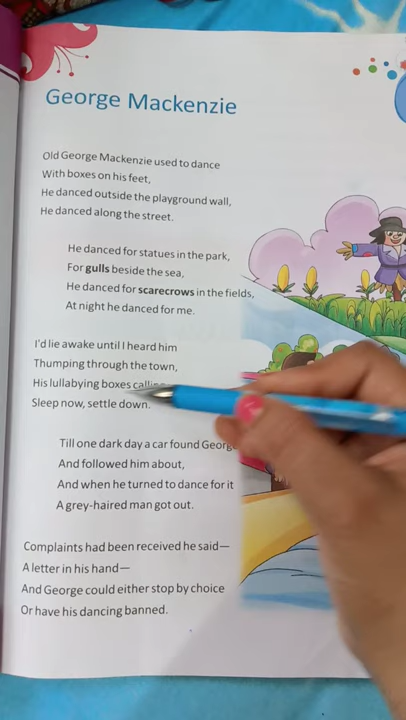 George Mackenzie
Old George Mackenzie used to dance
With boxes on his feet,
He danced outside the playground wall,
He danced along the street.
He danced for statues in the park,
For gulls beside the sea,
He danced for scarecrows in the fields,
At night he danced for me.
I'd lie awake until I heard him
Thumping through the town,
His lullabying boxes
Sleep now, settle down.
Till one dark day a car found George
And followed him about,
And when he turned to dance for it
A grey-haired man got out.
Complaints had been received he said—
A letter in his hand—
And George could either stop by choice
Or have his dancing banned.